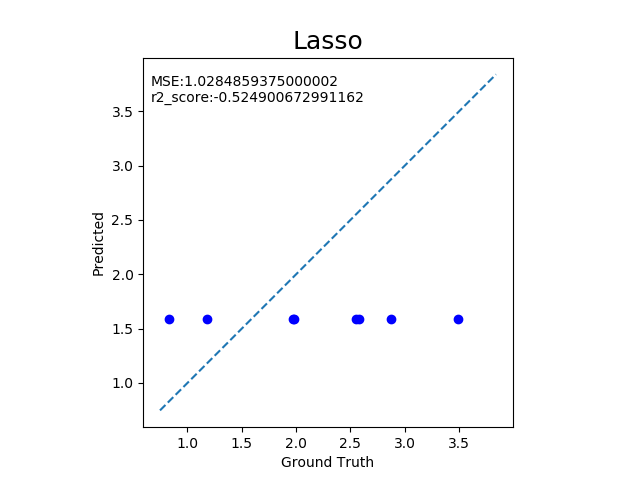 Lasso
MSE:1.0284859375000002
r2_score:-0.524900672991162
3.5
3.0
2.5
2.0
1.5
1.0
Predicted
1.0 1.5 2.0 2.5 3.0 3.5
Ground Truth